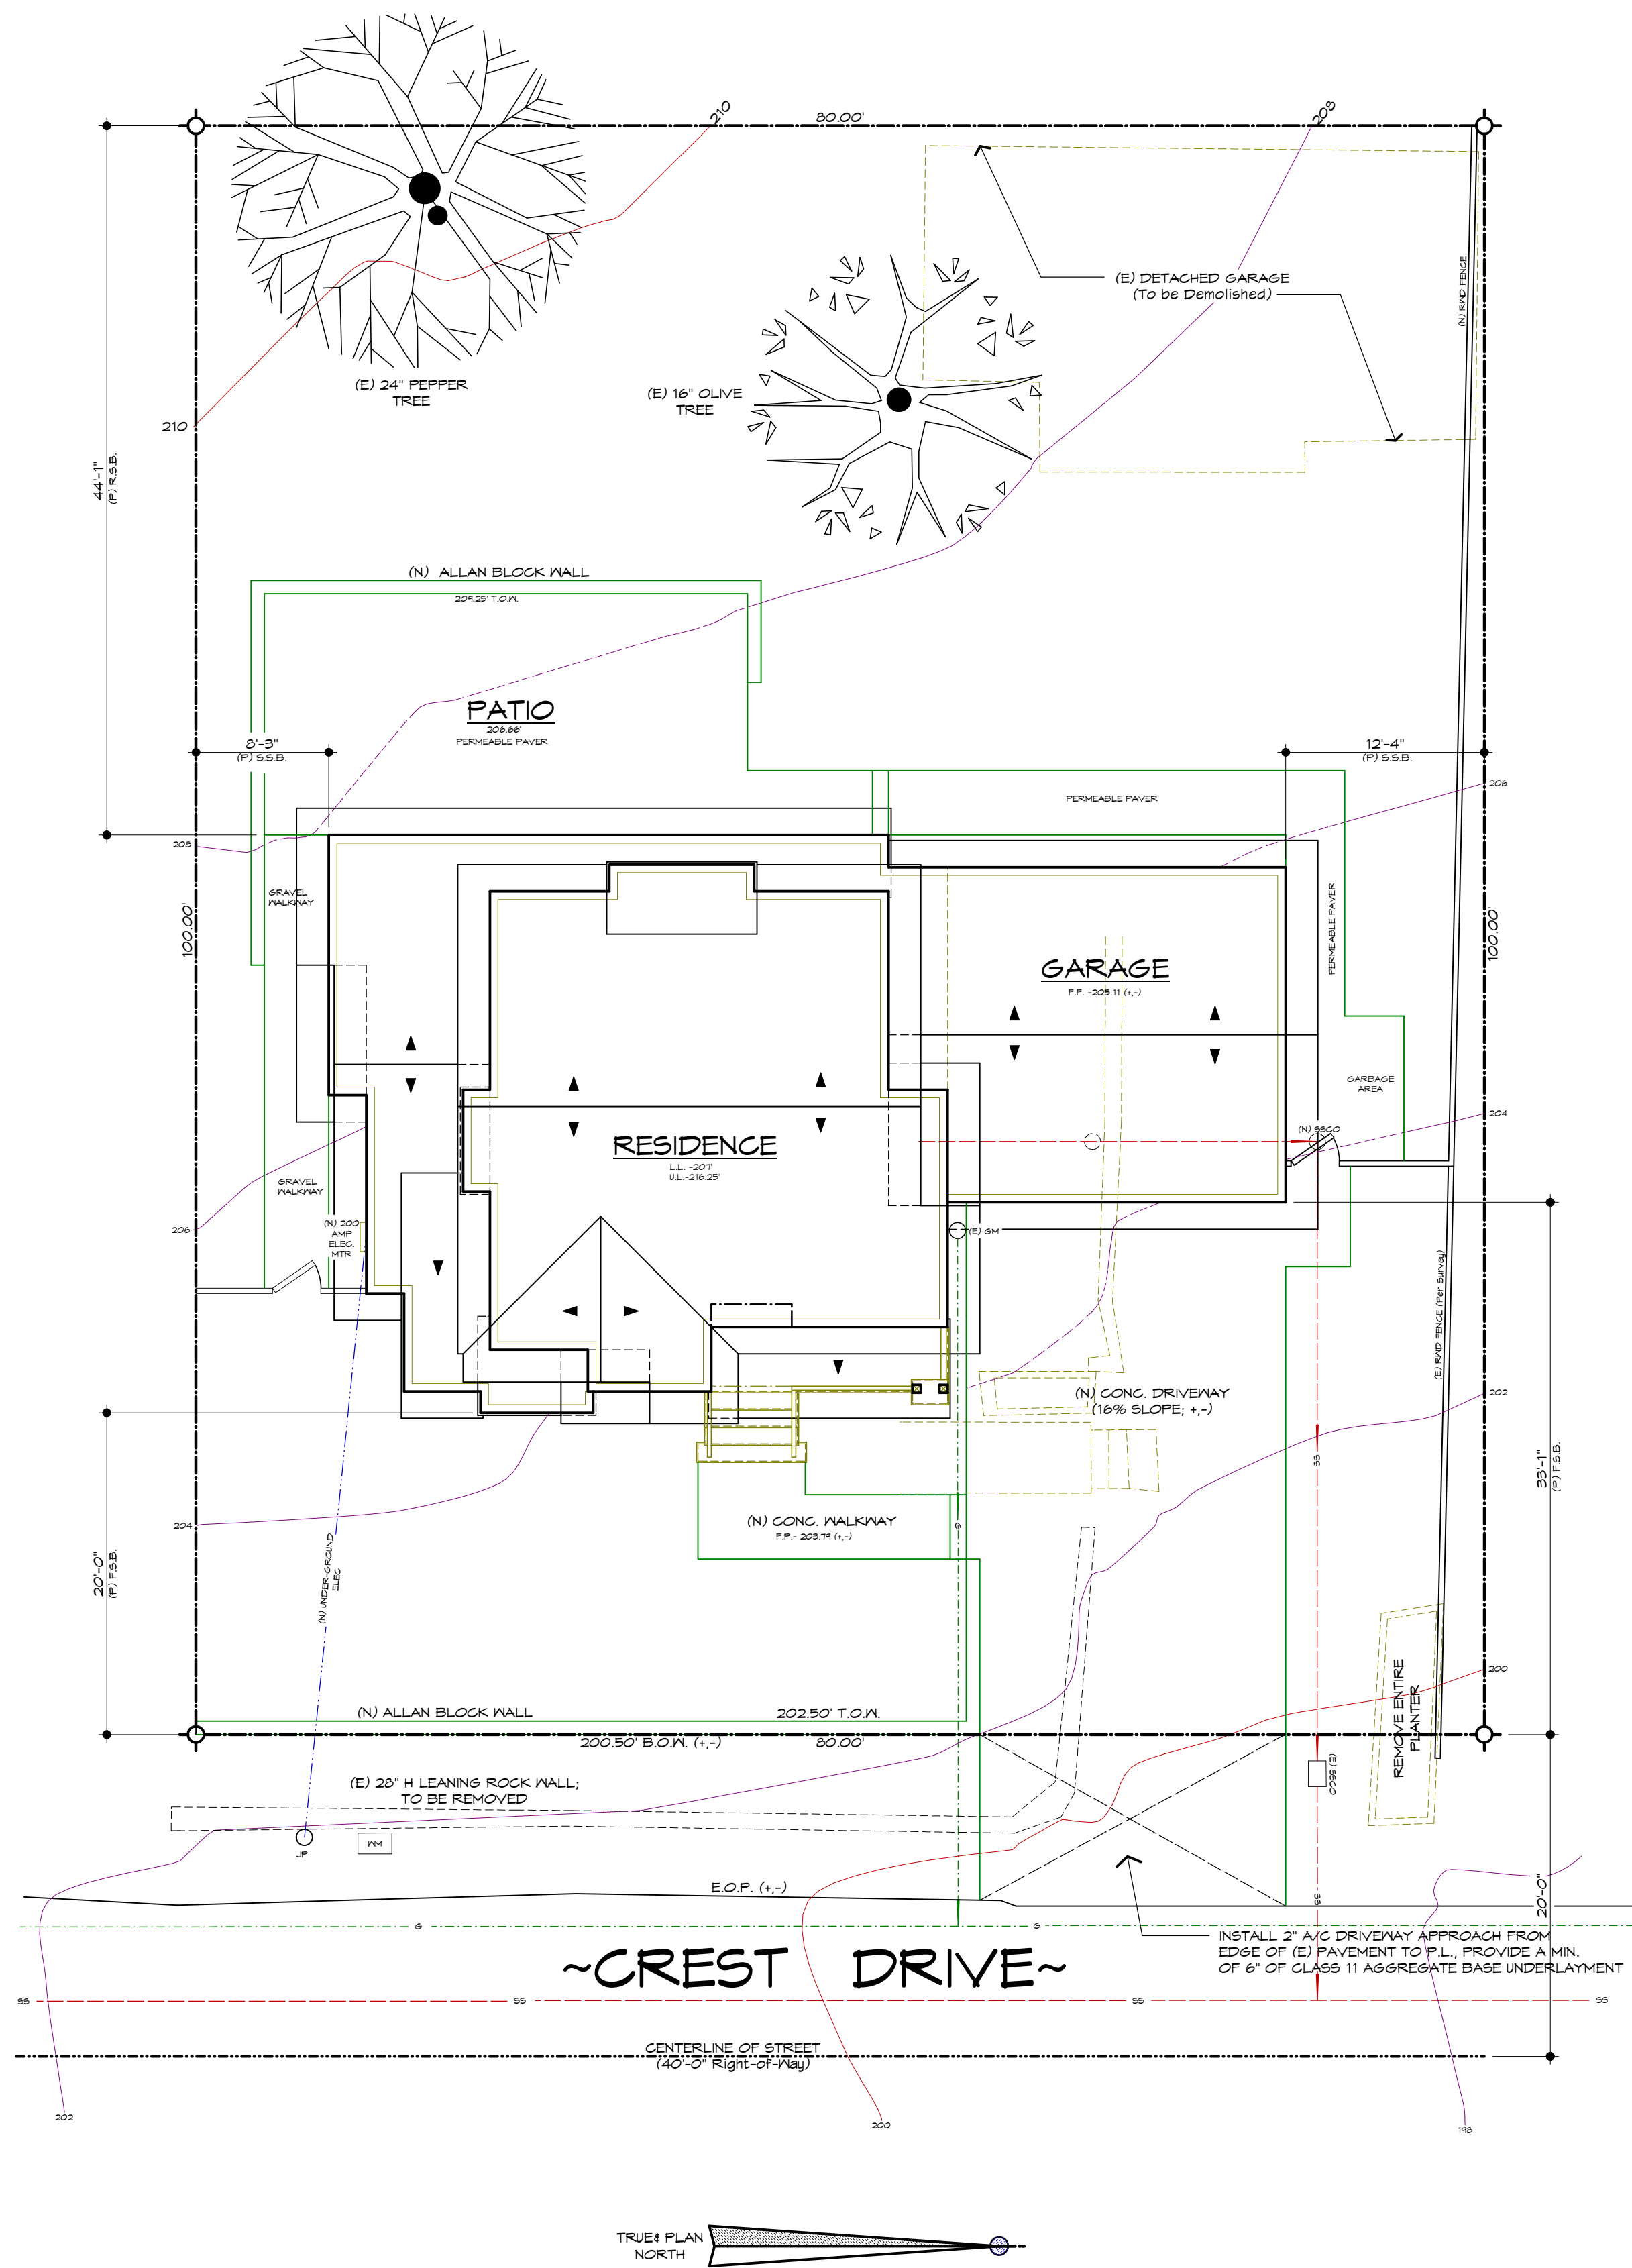 210
80.00'
208
(E) DETACHED GARAGE
(To be Demolished)
(N) RWD FENCE
(E) 24" PEPPER
TREE
(E) 16" OLIVE
TREE
210
44'-1"
(P) R.S.B.
(N) ALLAN BLOCK WALL
209.25' T.O.W.
PATIO
206.66'
PERMEABLE PAVER
8'-3"
(P) S.S.B.
12'-4"
(P) S.S.B.
206
PERMEABLE PAVER
208
GRAVEL
WALKWAY
100.00'
PERMEABLE PAVER
100.00'
GARAGE
F.F. -205.11 (+,-)
GARBAGE
AREA
204
(N) SSCO
RESIDENCE
L.L. -207'
U.L.-216.25'
GRAVEL
WALKWAY
206
(N) 200
AMP
ELEC.
MTR
(E) GM
(E) RWD FENCE (Per Survey)
202
(N) CONC. DRIVEWAY
(16% SLOPE; +,-)
SS
33'-1"
(P) F.S.B.
204
(N) CONC. WALKWAY
F.P.- 203.79 (+,-)
G
20'-0"
(P) F.S.B.
(N) UNDER-GROUND
ELEC
200
REMOVE ENTIRE
PLANTER
(N) ALLAN BLOCK WALL
202.50' T.O.W.
200.50' B.O.W. (+,-)
80.00'
(E) SSCO
(E) 28" H LEANING ROCK WALL;
TO BE REMOVED
JP
WM
E.O.P. (+,-)
SS
20'-0"
G
G
INSTALL 2" A/C DRIVEWAY APPROACH FROM
EDGE OF (E) PAVEMENT TO P.L., PROVIDE A MIN.
OF 6" OF CLASS 11 AGGREGATE BASE UNDERLAYMENT
~CREST DRIVE~
SS
SS
SS
SS
CENTERLINE OF STREET
(40'-0" Right-of-Way)
202
200
198
TRUE& PLAN
NORTH